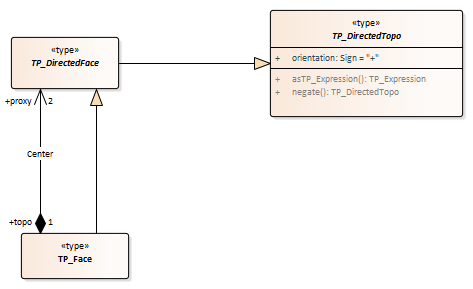 «type»
TP_DirectedTopo
+ orientation: Sign = "+"
+ asTP_Expression(): TP_Expression
+ negate(): TP_DirectedTopo
«type»
TP_DirectedFace
+proxy 2
Center
+topo 1
«type»
TP_Face